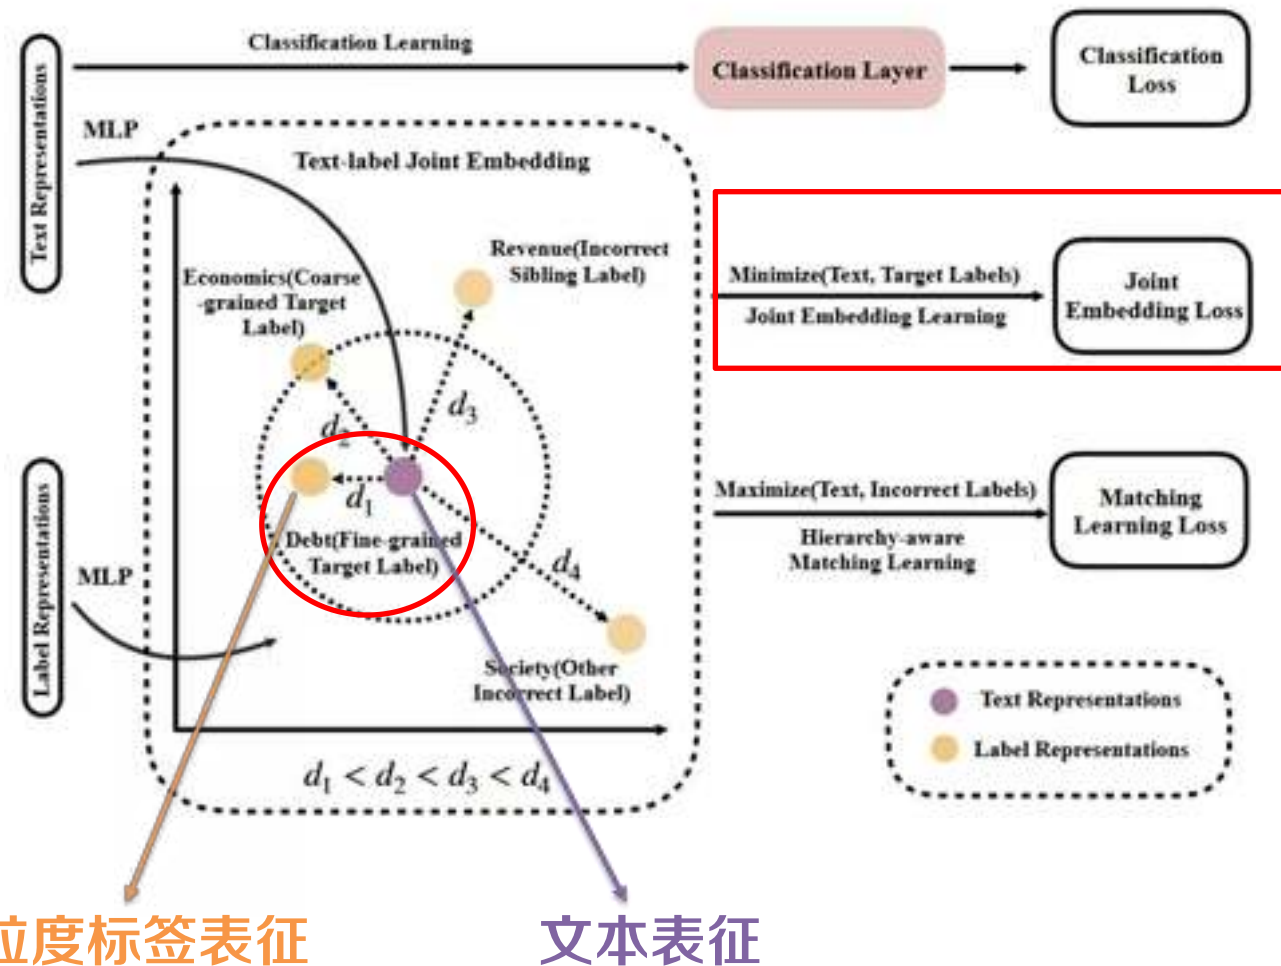 Classification Learning
Classification Layer
Classification
Loss
Text Representations
MLP
Text-label Joint Embedding
Revenue(Incorrect
Sibling Label)
Economics(Coarse
-grained Target
Label)
Minimize(Text, Target Labels)
Joint Embedding Learning
Joint
Embedding Loss
d3
d2
d1
Debt(Fine-grained
Target Label)
d4
Maximize(Text, Incorrect Labels)
Hierarchy-aware
Matching Learning
Matching
Learning Loss
Label Representations
MLP
Society(Other
Incorrect Label)
d1 < d2 < d3 < d4
Text Representations
Label Representations
度标签表征
文本表征